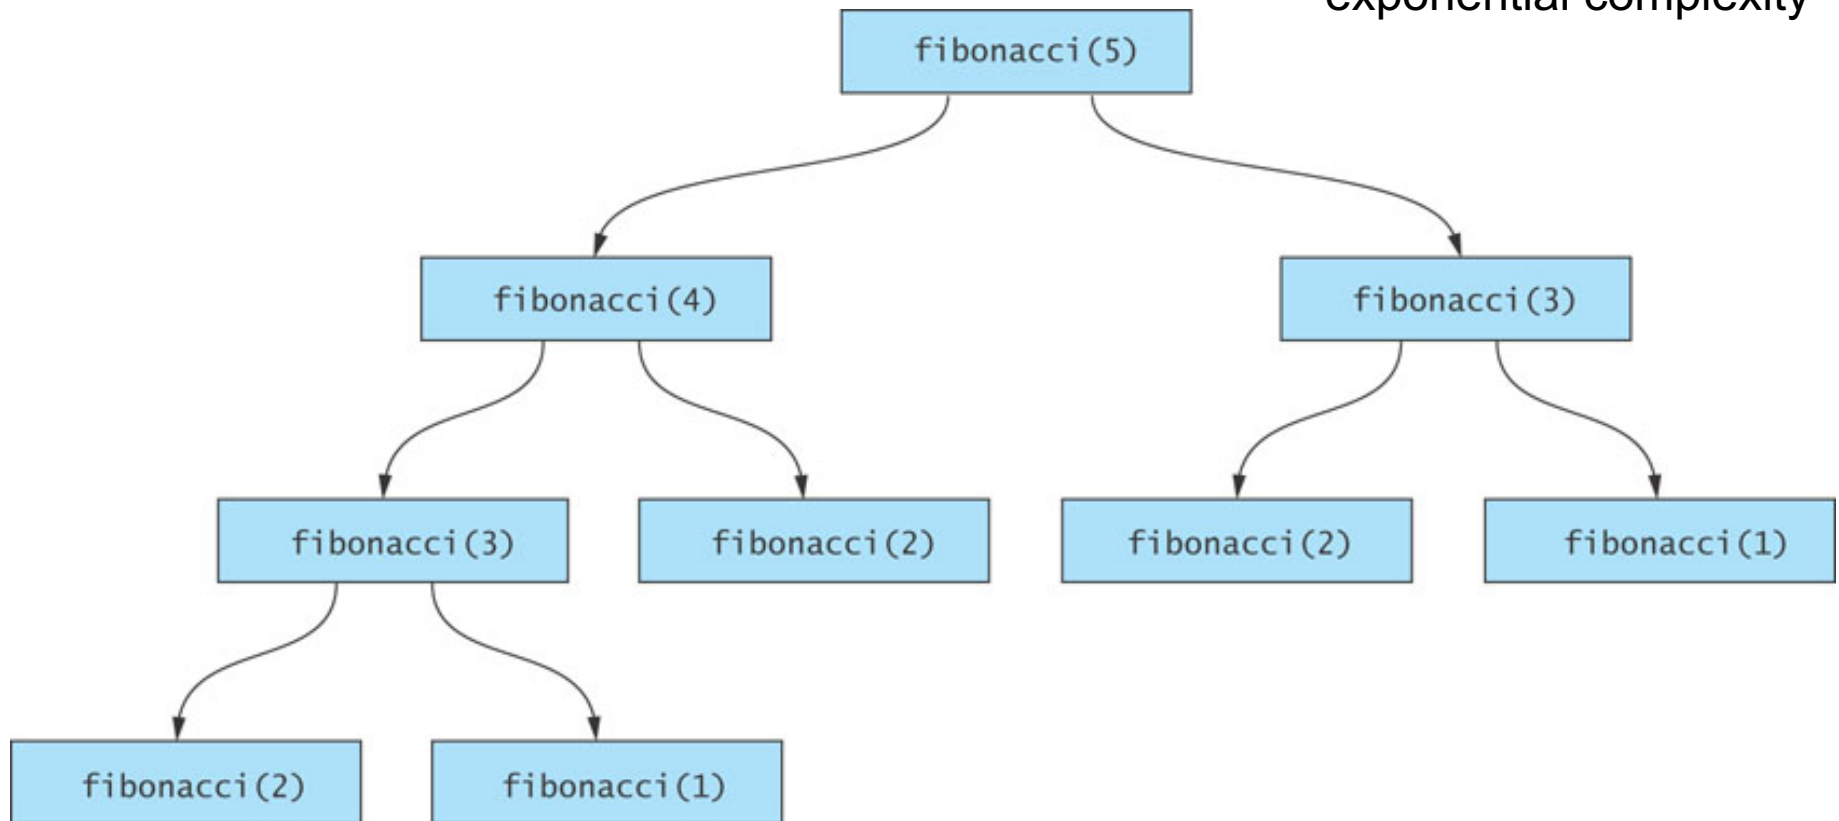 exponential complexity
fibonacci(5)
fibonacci(4)
fibonacci(3)
fibonacci(3)
fibonacci(2)
fibonacci(2)
fibonacci(1)
fibonacci(2)
fibonacci(1)